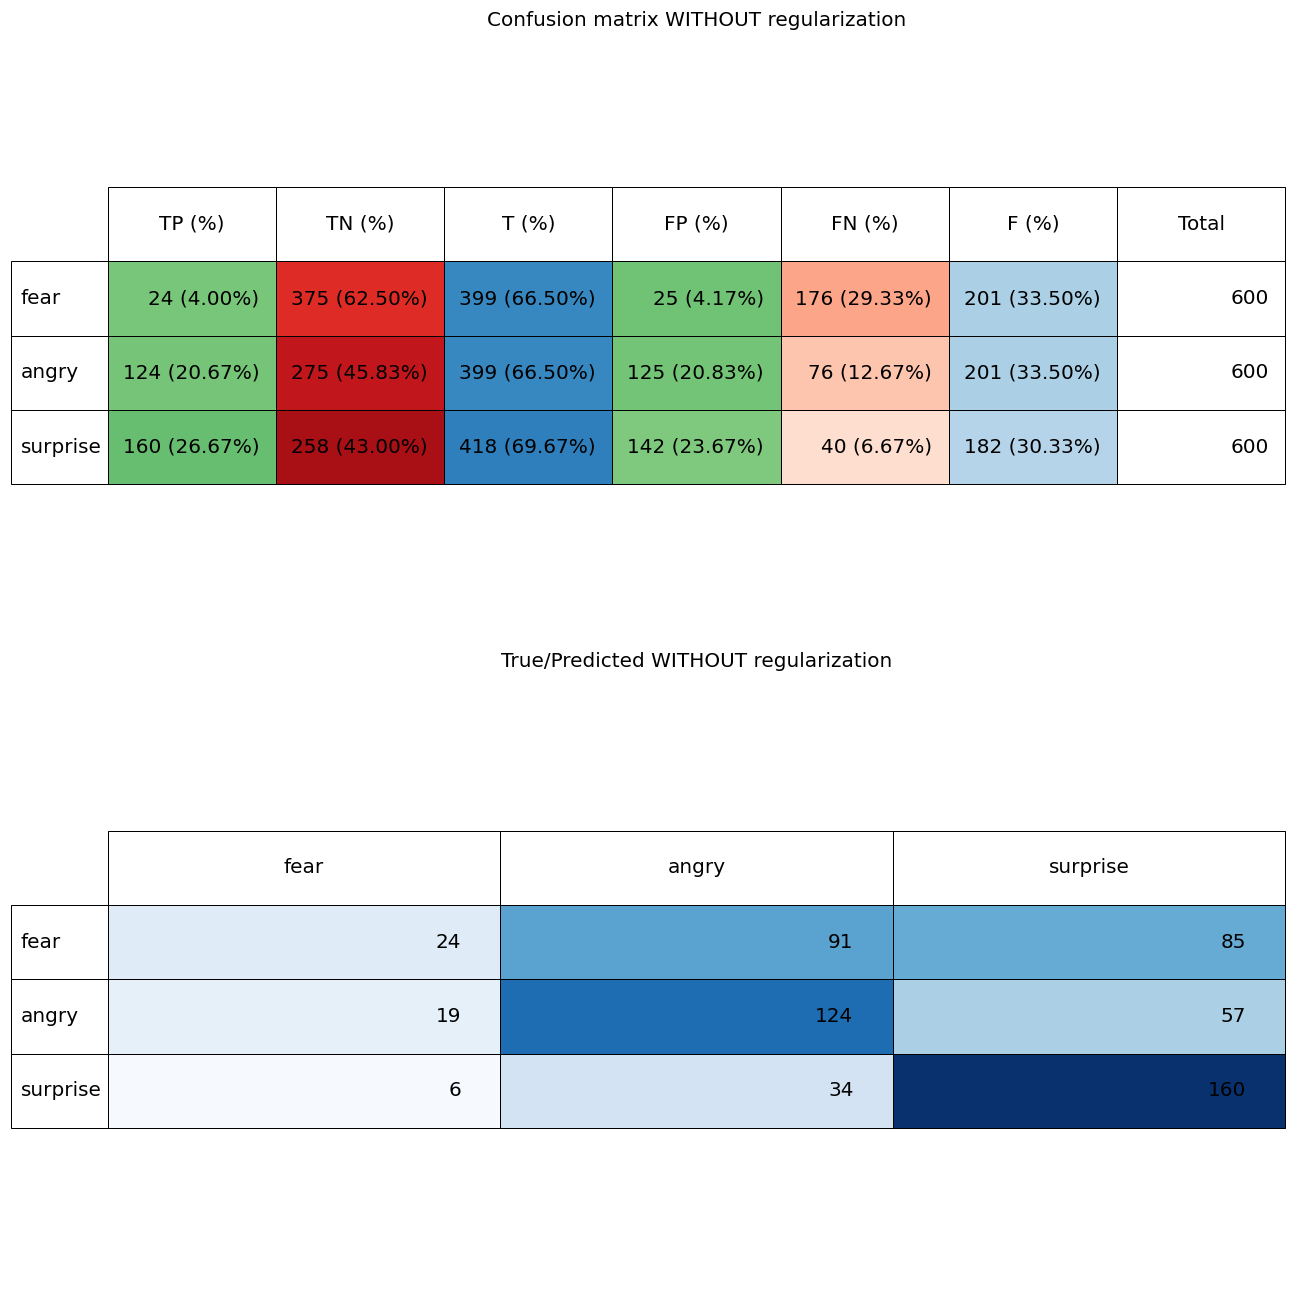 Confusion matrix WITHOUT regularization
TP (%) TN (%) T (%) FP (%) FN (%) F (%) Total
fear 24 (4.00%) 375 (62.50%) 399 (66.50%) 25 (4.17%) 176 (29.33%) 201 (33.50%) 600
angry 124 (20.67%) 275 (45.83%) 399 (66.50%) 125 (20.83%) 76 (12.67%) 201 (33.50%) 600
surprise 160 (26.67%) 258 (43.00%) 418 (69.67%) 142 (23.67%) 40 (6.67%) 182 (30.33%) 600
True/Predicted WITHOUT regularization
fear angry surprise
fear 24 91 85
angry 19 124 57
surprise 6 34 160